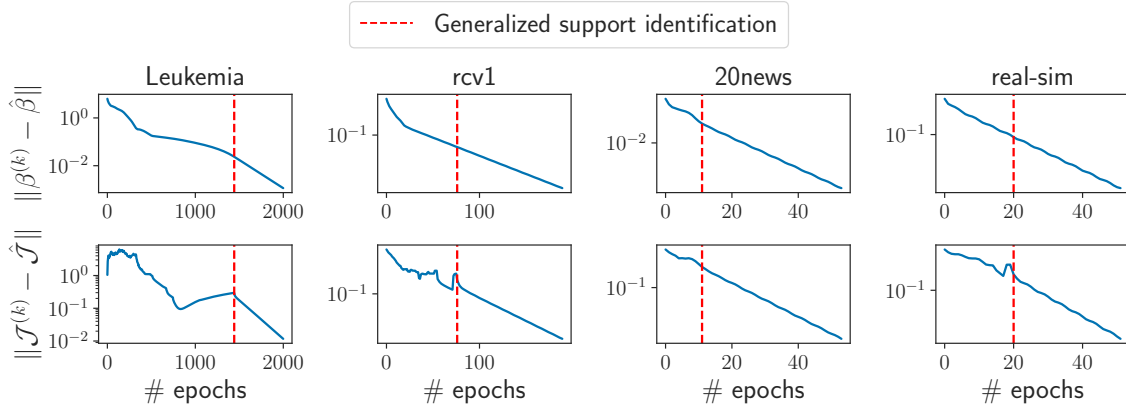 Generalized support identification
Leukemia rcv1 20news real-sim
‖β^(k) − β̂‖
10^0
10^−2
0 1000 2000
10^−1
0 100
10^−2
0 20 40
10^−1
0 20 40
‖𝒥^(k) − 𝒥̂‖
10^0
10^−1
10^−2
0 1000 2000
10^−1
0 100
10^−1
0 20 40
10^−1
0 20 40
# epochs # epochs # epochs # epochs